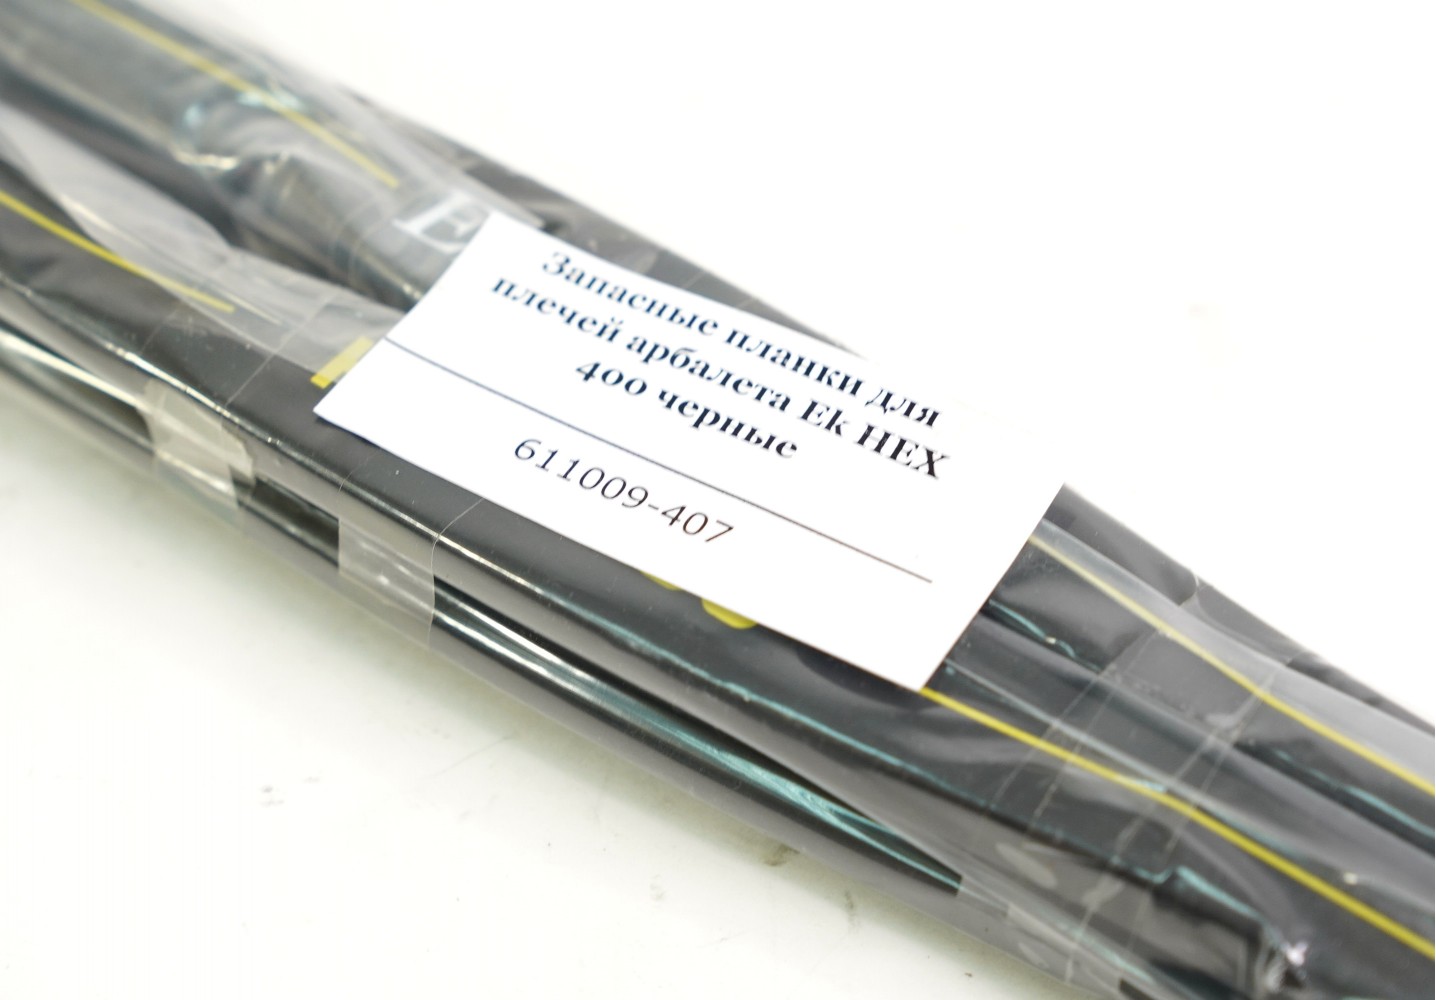 Запасные планки для
плечей арбалета Ek HEX
400 черные
611009-407